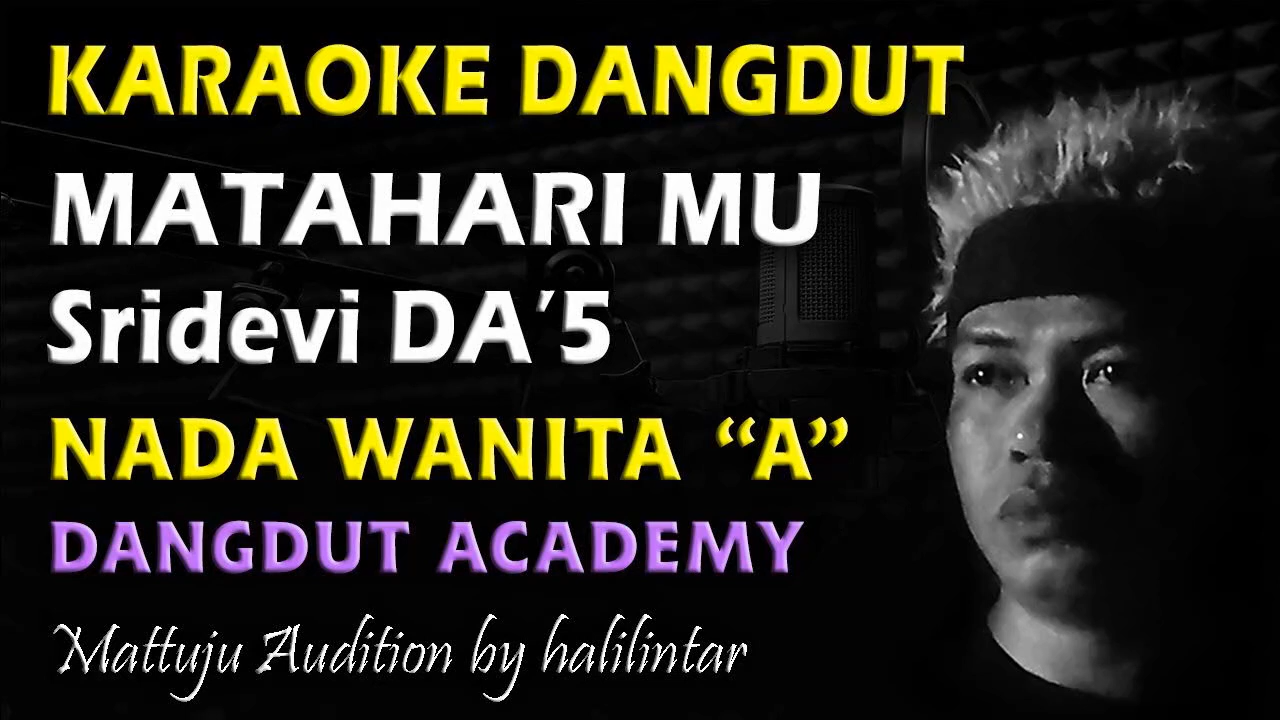 KARAOKE DANGDUT
MATAHARI MU
Sridevi DA'5
NADA WANITA “A”
DANGDUT ACADEMY
Mattuju Audition by halilintar